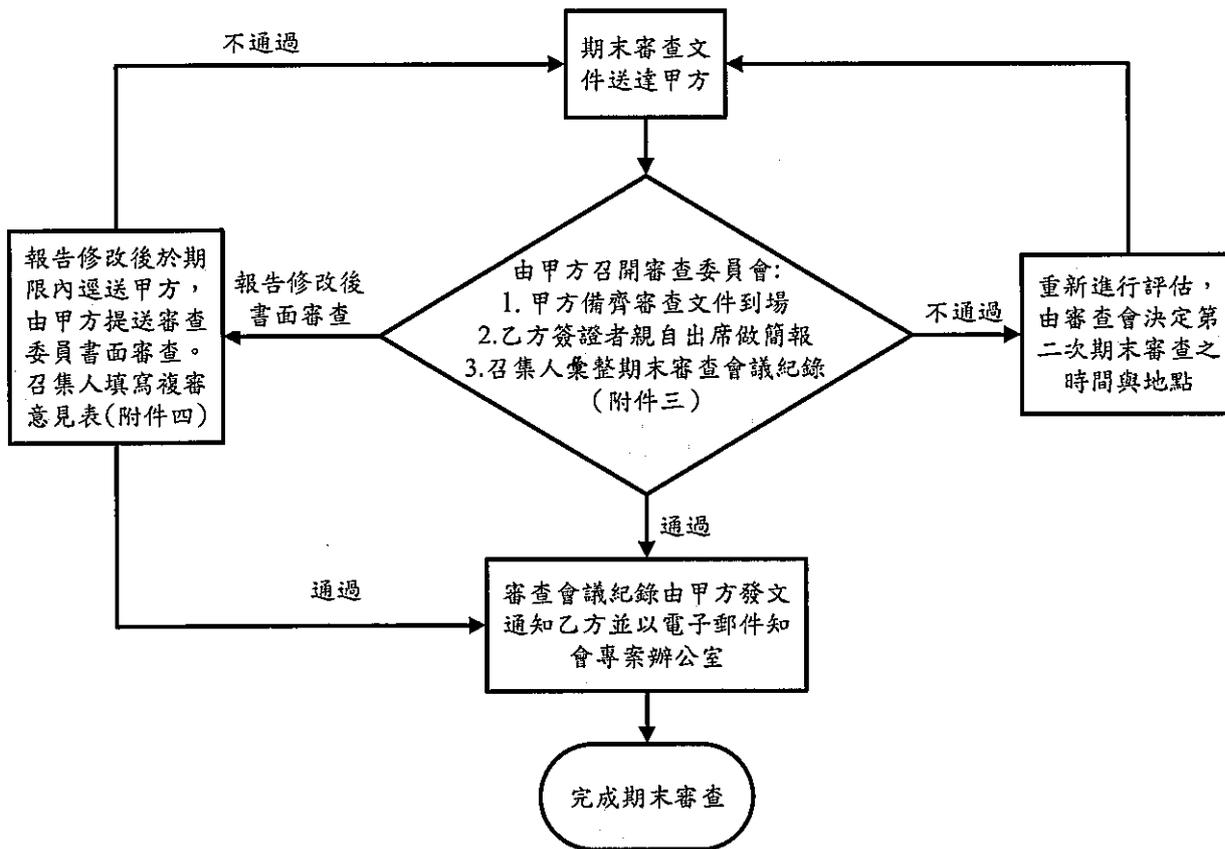 不通過
期末審查文
件送達甲方
報告修改後於期
限內逕送甲方，
由甲方提送審查
委員書面審查。
召集人填寫複審
意見表(附件四)
報告修改後
書面審查
由甲方召開審查委員會:
1. 甲方備齊審查文件到場
2.乙方簽證者親自出席做簡報
3.召集人彙整期末審查會議紀錄
(附件三)
不通過
重新進行評估，
由審查會決定第
二次期末審查之
時間與地點
通過
通過
審查會議紀錄由甲方發文
通知乙方並以電子郵件知
會專案辦公室
完成期末審查